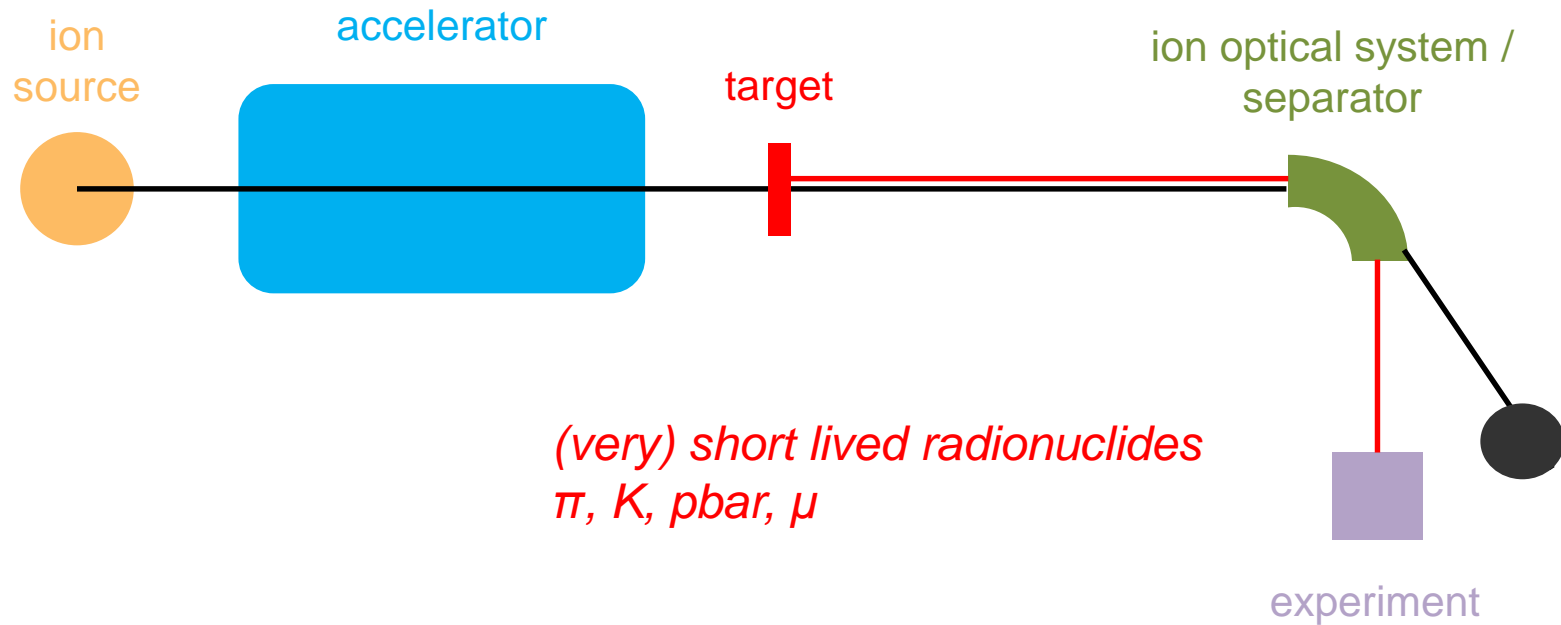 ion
source
accelerator
target
ion optical system /
separator
(very) short lived radionuclides
π, K, pbar, μ
experiment